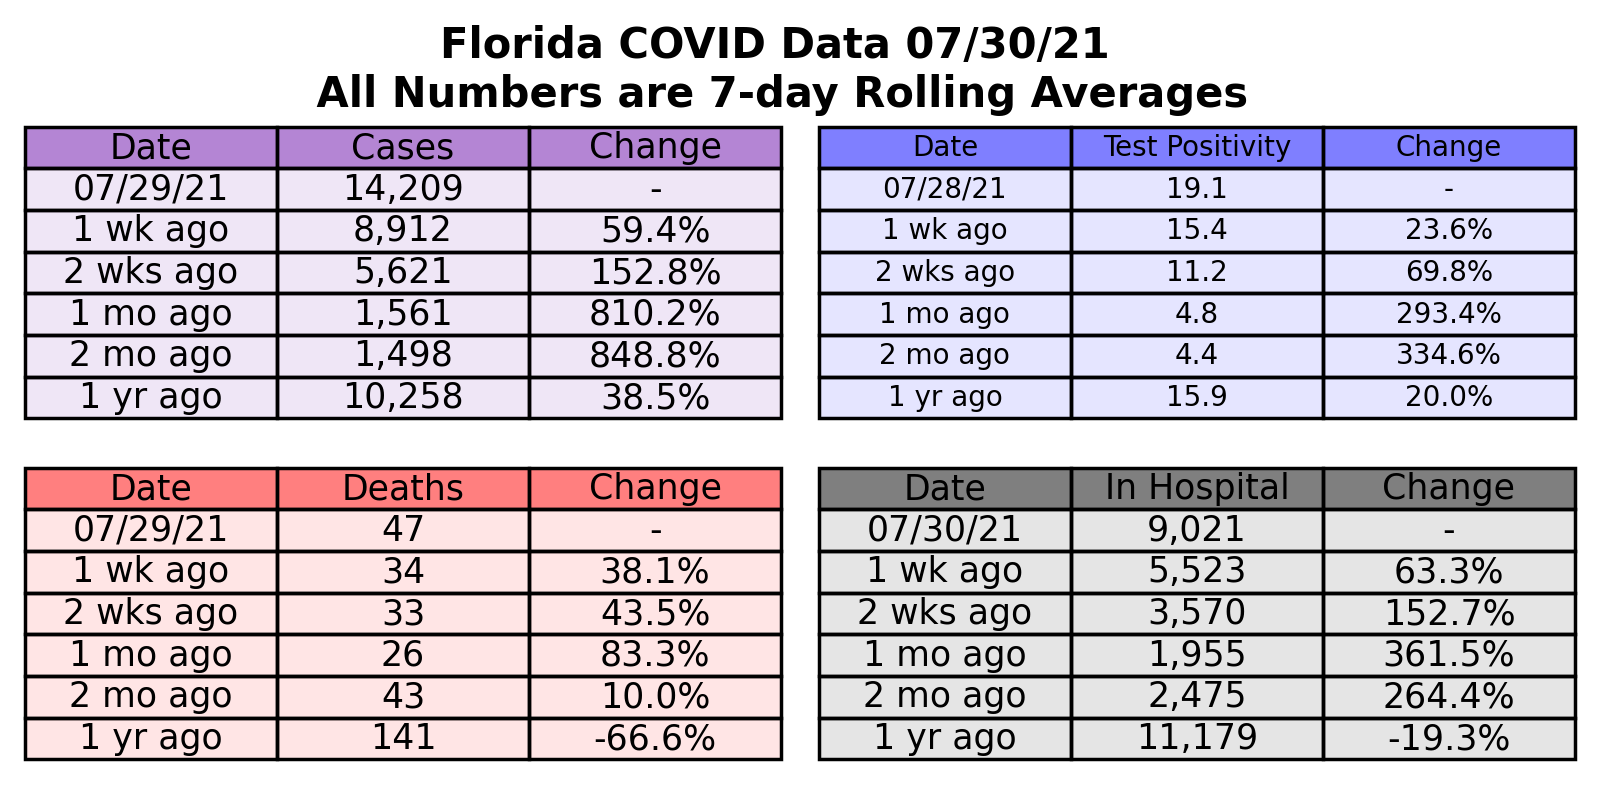 Florida COVID Data 07/30/21
All Numbers are 7-day Rolling Averages
Date Cases Change
07/29/21 14,209 -
1 wk ago 8,912 59.4%
2 wks ago 5,621 152.8%
1 mo ago 1,561 810.2%
2 mo ago 1,498 848.8%
1 yr ago 10,258 38.5%
Date Test Positivity Change
07/28/21 19.1 -
1 wk ago 15.4 23.6%
2 wks ago 11.2 69.8%
1 mo ago 4.8 293.4%
2 mo ago 4.4 334.6%
1 yr ago 15.9 20.0%
Date Deaths Change
07/29/21 47 -
1 wk ago 34 38.1%
2 wks ago 33 43.5%
1 mo ago 26 83.3%
2 mo ago 43 10.0%
1 yr ago 141 -66.6%
Date In Hospital Change
07/30/21 9,021 -
1 wk ago 5,523 63.3%
2 wks ago 3,570 152.7%
1 mo ago 1,955 361.5%
2 mo ago 2,475 264.4%
1 yr ago 11,179 -19.3%